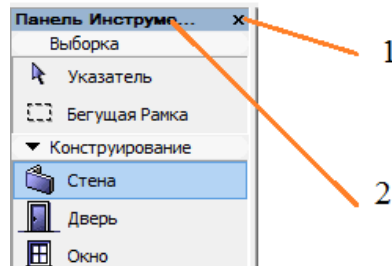 Панель Инструме... x
Выборка
1
Указатель
Бегущая Рамка
Конструирование
Стена
2
Дверь
Окно